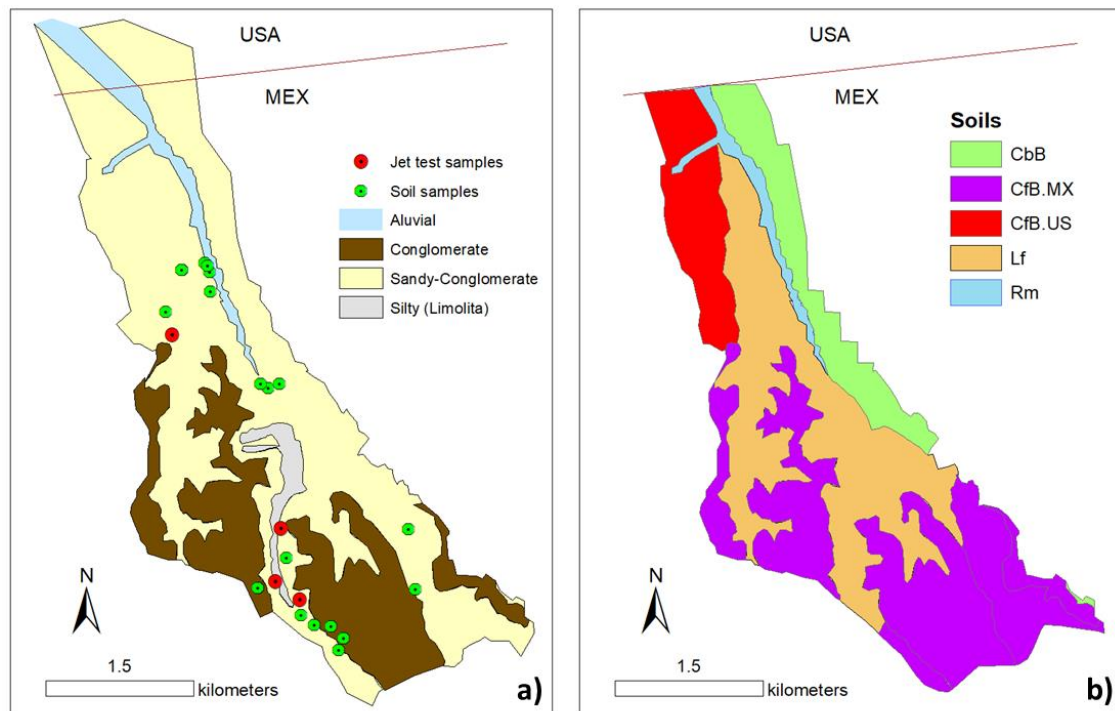 USA
MEX
Jet test samples
Soil samples
Aluvial
Conglomerate
Sandy-Conglomerate
Silty (Limolita)
N
1.5
kilometers
a)
USA
MEX
Soils
CbB
CfB.MX
CfB.US
Lf
Rm
N
1.5
kilometers
b)